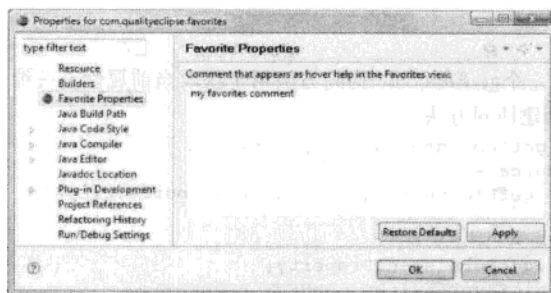 Properties for com.qualityeclipse.favorites
type filter text
Resource
Builders
Favorite Properties
Java Build Path
Java Code Style
Java Compiler
Java Editor
Javadoc Location
Plug-in Development
Project References
Refactoring History
Run/Debug Settings
Favorite Properties
Comment that appears as hover help in the Favorites view:
my favorites comment
Restore Defaults
Apply
OK
Cancel